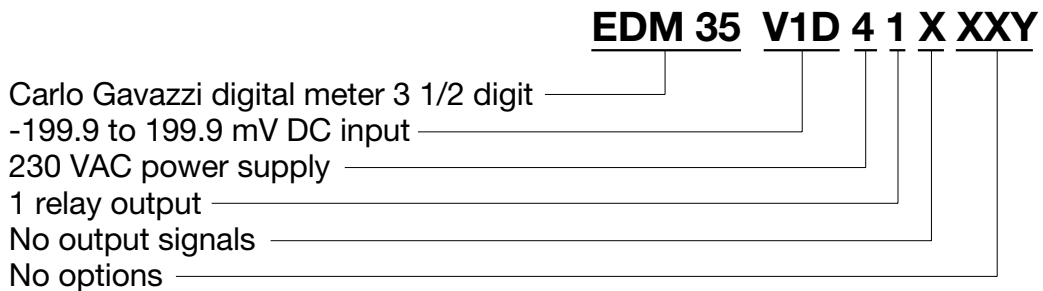 EDM 35 V1D 4 1 X XXY
Carlo Gavazzi digital meter 3 1/2 digit
-199.9 to 199.9 mV DC input
230 VAC power supply
1 relay output
No output signals
No options